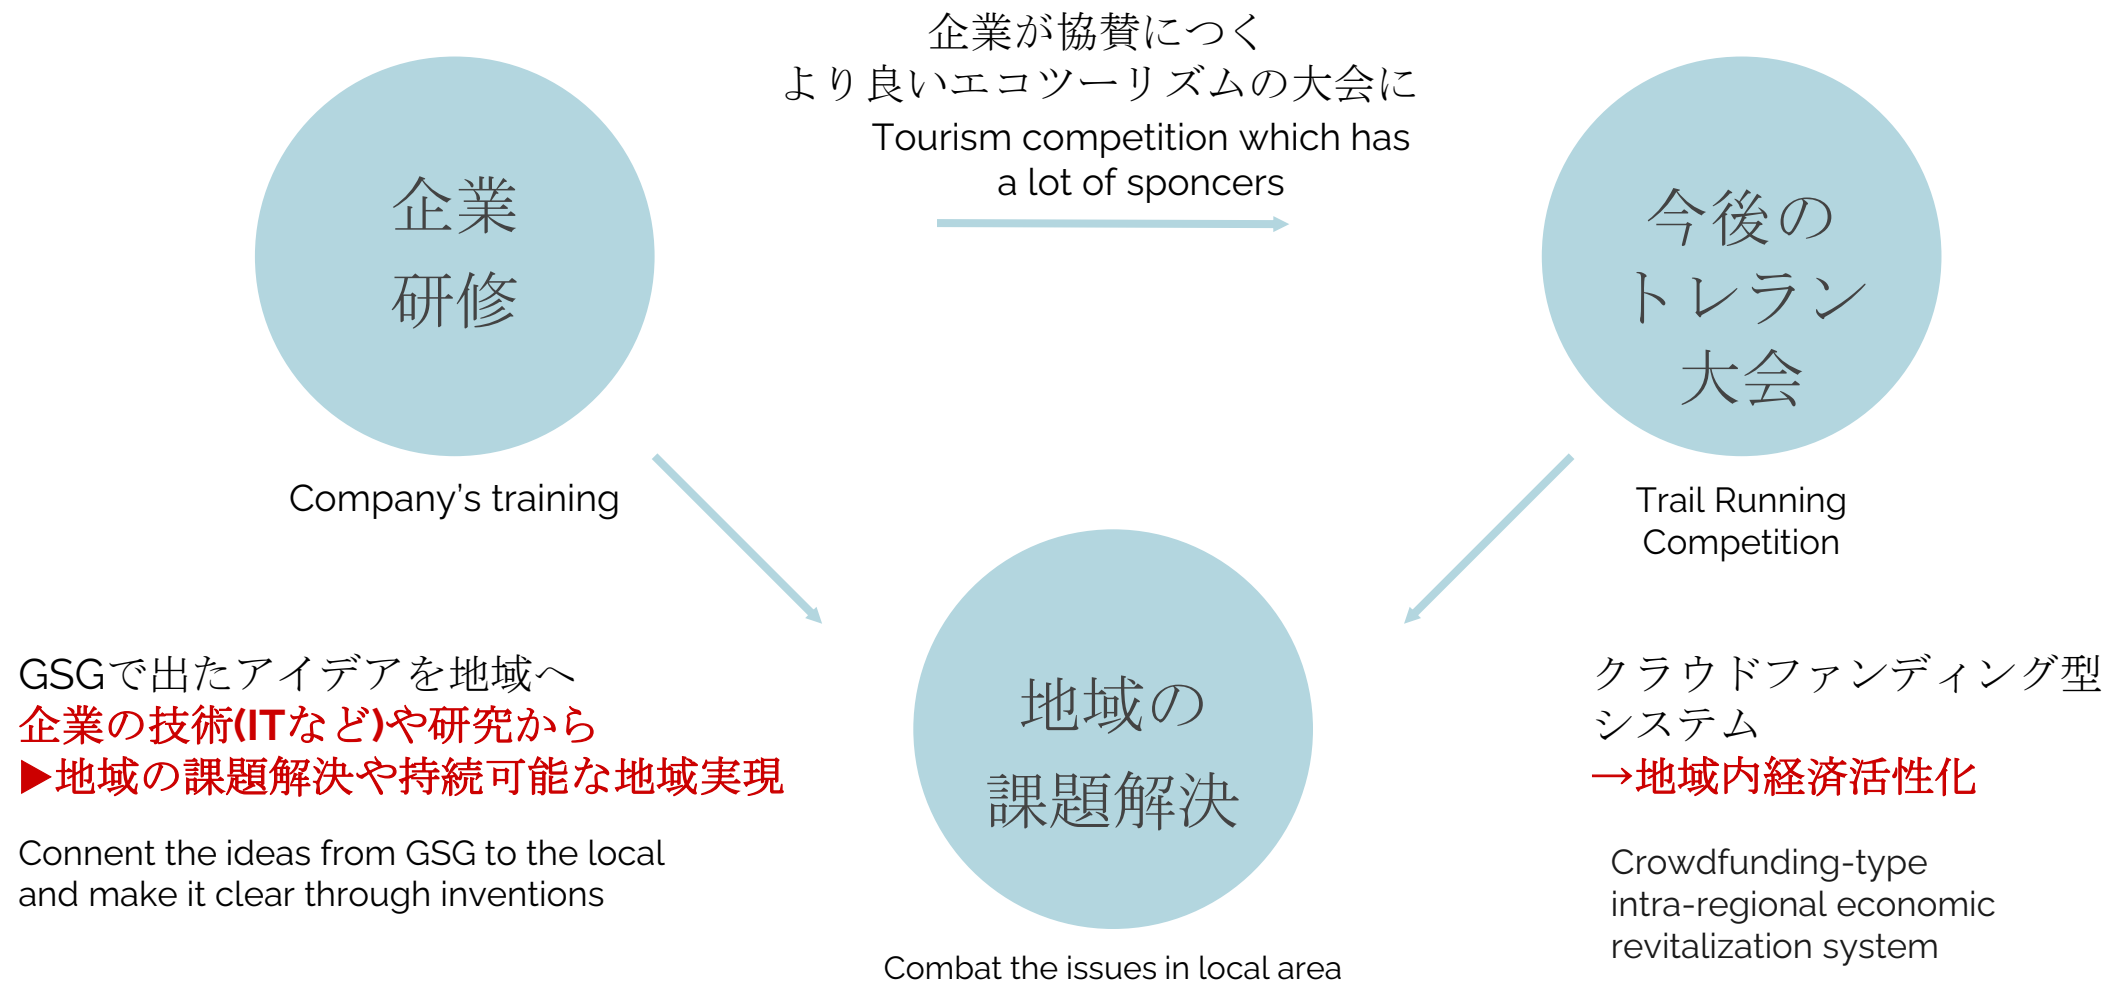 企業が協賛につく
より良いエコツーリズムの大会に
Tourism competition which has
a lot of sponcers
企業
研修
Company's training
今後の
トレラン
大会
Trail Running
Competition
GSGで出たアイデアを地域へ
企業の技術(ITなど)や研究から
▶地域の課題解決や持続可能な地域実現
Connent the ideas from GSG to the local
and make it clear through inventions
地域の
課題解決
Combat the issues in local area
クラウドファンディング型
システム
→地域内経済活性化
Crowdfunding-type
intra-regional economic
revitalization system